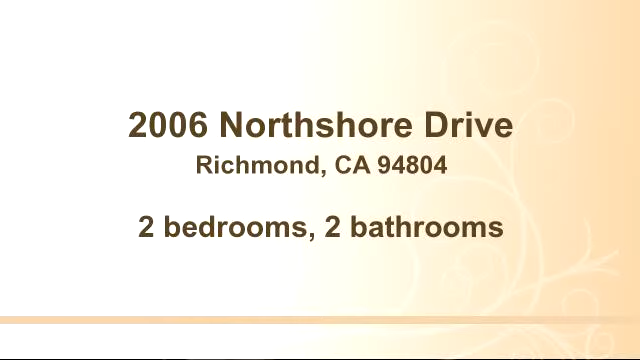 2006 Northshore Drive
Richmond, CA 94804
2 bedrooms, 2 bathrooms